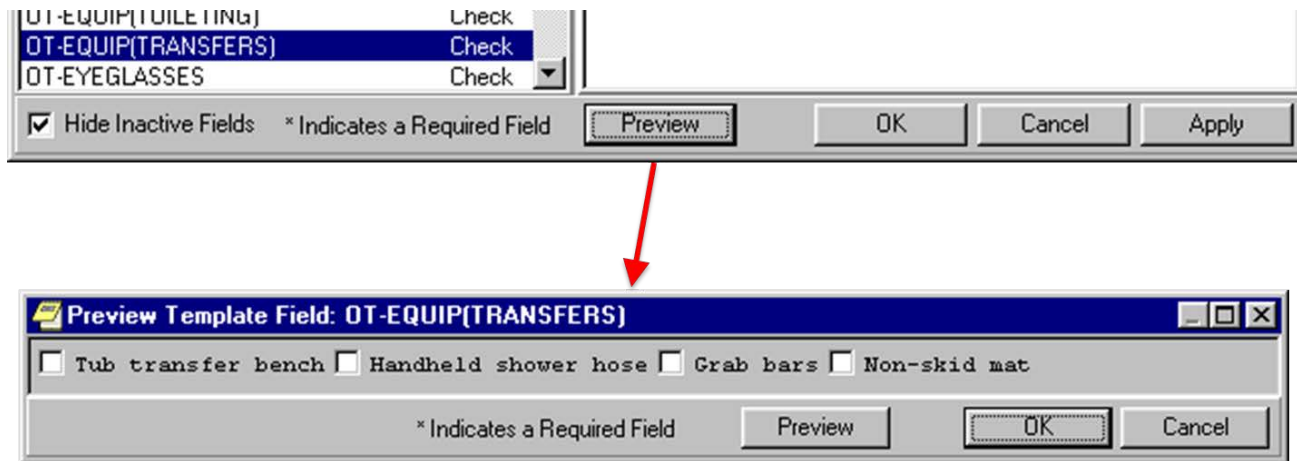 OT-EQUIP(TOILETING) Check
OT-EQUIP(TRANSFERS) Check
OT-EYEGLASSES Check
Hide Inactive Fields * Indicates a Required Field Preview OK Cancel Apply
Preview Template Field: OT-EQUIP(TRANSFERS)
Tub transfer bench Handheld shower hose Grab bars Non-skid mat
* Indicates a Required Field Preview OK Cancel